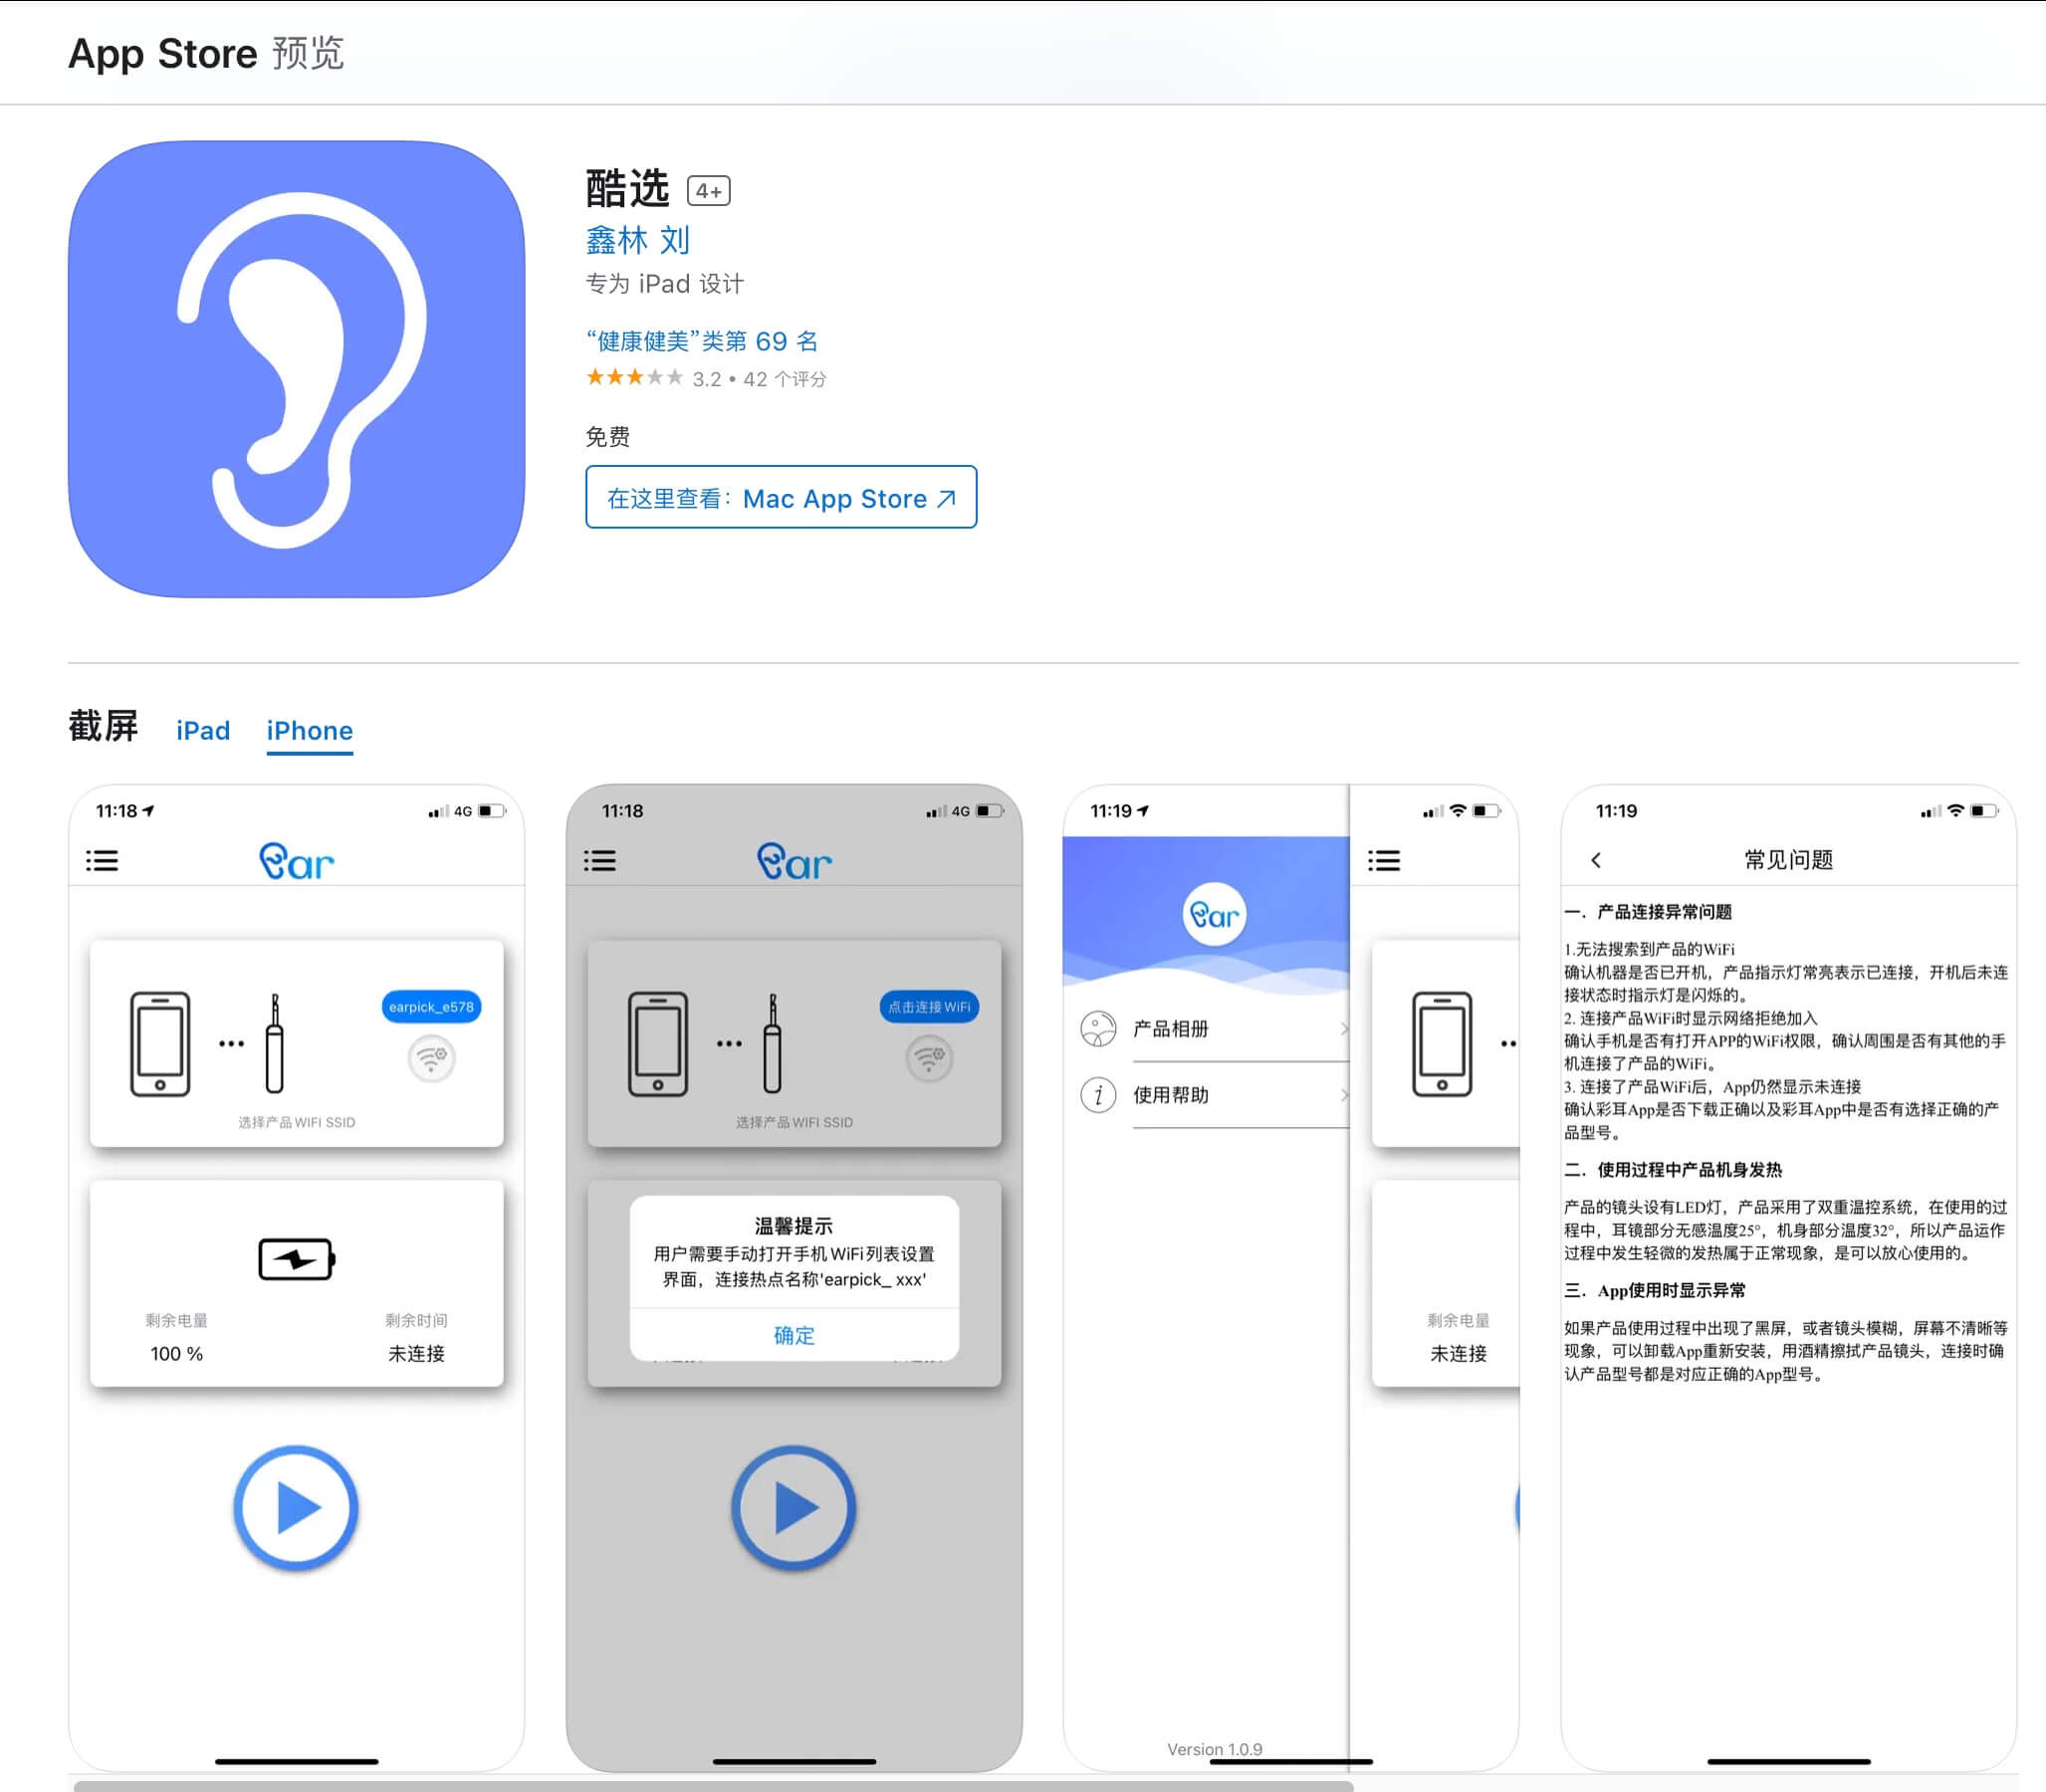 App Store 预览
酷选 4+
鑫林 刘
专为 iPad 设计
“健康健美”类第 69 名
3.2 • 42 个评分
免费
在这里查看：Mac App Store ↗
截屏 iPad iPhone
11:18 4G
Ear
earpick_e578
选择产品WIFI SSID
剩余电量 剩余时间
100 % 未连接
11:18 4G
Ear
点击连接WiFi
选择产品WIFI SSID
温馨提示
用户需要手动打开手机WiFi列表设置
界面，连接热点名称'earpick_ xxx'
确定
11:19
Ear
产品相册
使用帮助
剩余电量
未连接
Version 1.0.9
11:19
常见问题
一．产品连接异常问题
1.无法搜索到产品的WiFi
确认机器是否已开机，产品指示灯常亮表示已连接，开机后未连
接状态时指示灯是闪烁的。
2. 连接产品WiFi时显示网络拒绝加入
确认手机是否有打开APP的WiFi权限，确认周围是否有其他的手
机连接了产品的WiFi。
3. 连接了产品WiFi后，App仍然显示未连接
确认彩耳App是否下载正确以及彩耳App中是否有选择正确的产
品型号。
二．使用过程中产品机身发热
产品的镜头设有LED灯，产品采用了双重温控系统，在使用的过
程中，耳镜部分无感温度25°，机身部分温度32°，所以产品运作
过程中发生轻微的发热属于正常现象，是可以放心使用的。
三．App使用时显示异常
如果产品使用过程中出现了黑屏，或者镜头模糊，屏幕不清晰等
现象，可以卸载App重新安装，用酒精擦拭产品镜头，连接时确
认产品型号都是对应正确的App型号。